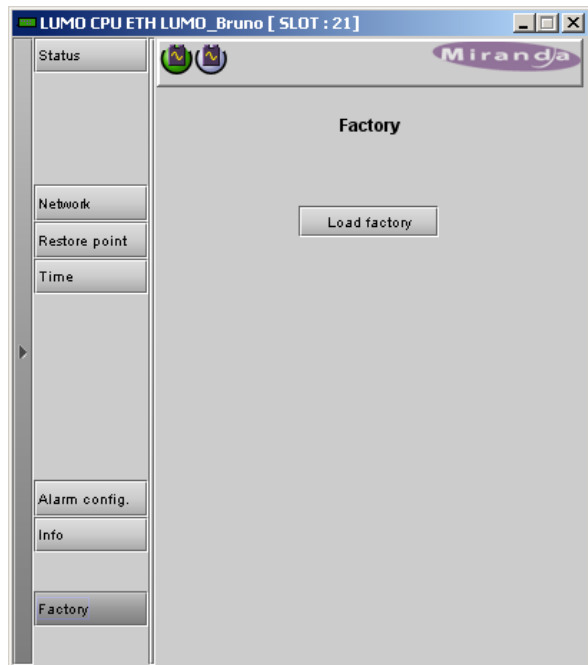 LUMO CPU ETH LUMO_Bruno [ SLOT : 21]
Status
Miranda
Factory
Network
Load factory
Restore point
Time
Alarm config.
Info
Factory